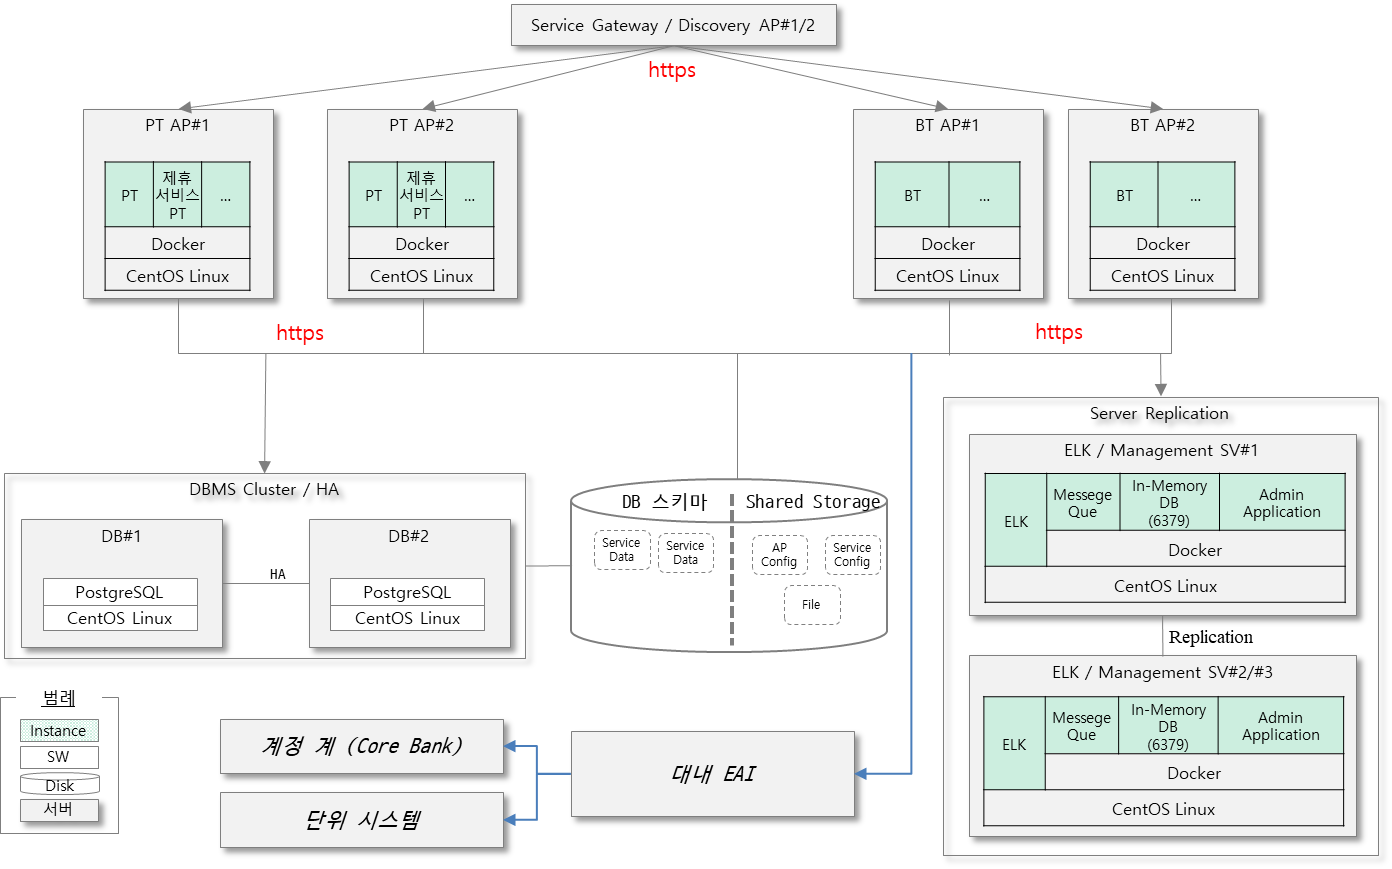 Service Gateway / Discovery AP#1/2
https
PT AP#1
PT
제휴
서비스
PT
...
Docker
CentOS Linux
PT AP#2
PT
제휴
서비스
PT
...
Docker
CentOS Linux
BT AP#1
BT
...
Docker
CentOS Linux
BT AP#2
BT
...
Docker
CentOS Linux
https
https
DBMS Cluster / HA
DB#1
PostgreSQL
CentOS Linux
HA
DB#2
PostgreSQL
CentOS Linux
DB 스키마
Service
Data
Service
Data
Shared Storage
AP
Config
Service
Config
File
Server Replication
ELK / Management SV#1
ELK
Messege
Que
In-Memory
DB
(6379)
Admin
Application
Docker
CentOS Linux
Replication
ELK / Management SV#2/#3
ELK
Messege
Que
In-Memory
DB
(6379)
Admin
Application
Docker
CentOS Linux
범례
Instance
SW
Disk
서버
계정 계 (Core Bank)
단위 시스템
대내 EAI